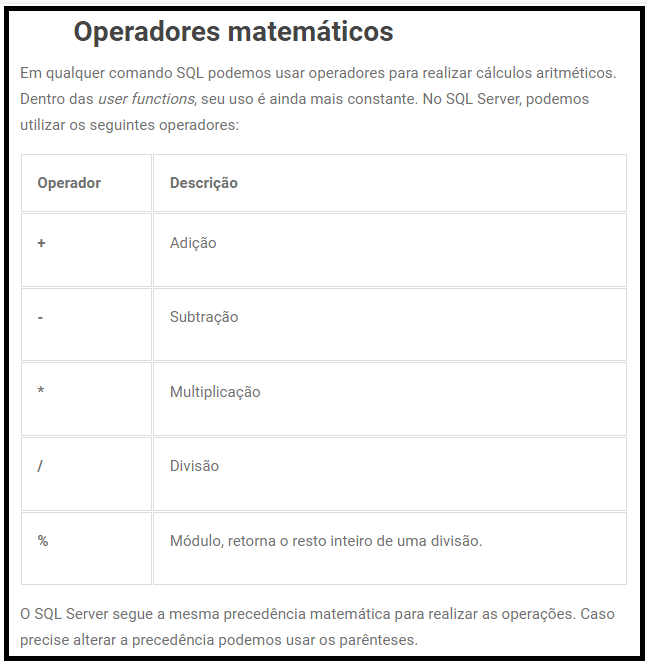 Operadores matemáticos
Em qualquer comando SQL podemos usar operadores para realizar cálculos aritméticos.
Dentro das user functions, seu uso é ainda mais constante. No SQL Server, podemos
utilizar os seguintes operadores:
Operador Descrição
+ Adição
- Subtração
* Multiplicação
/ Divisão
% Módulo, retorna o resto inteiro de uma divisão.
O SQL Server segue a mesma precedência matemática para realizar as operações. Caso
precise alterar a precedência podemos usar os parênteses.